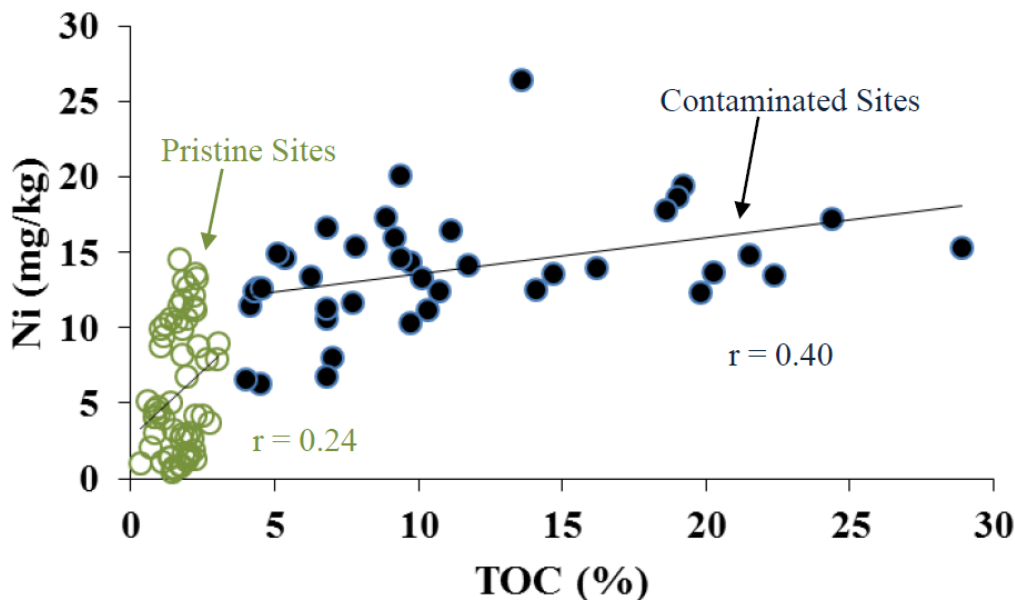 30
25
20
15
10
5
0
Ni (mg/kg)
Pristine Sites
Contaminated Sites
r = 0.24
r = 0.40
0 5 10 15 20 25 30
TOC (%)